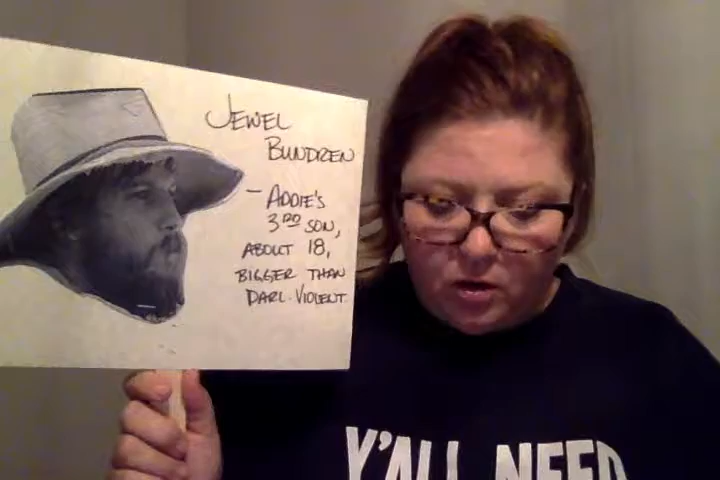 JEWEL
BUNDREN
- ADDIE'S
3RD SON,
ABOUT 18,
BIGGER THAN
DARL. VIOLENT.
Y'ALL NEED